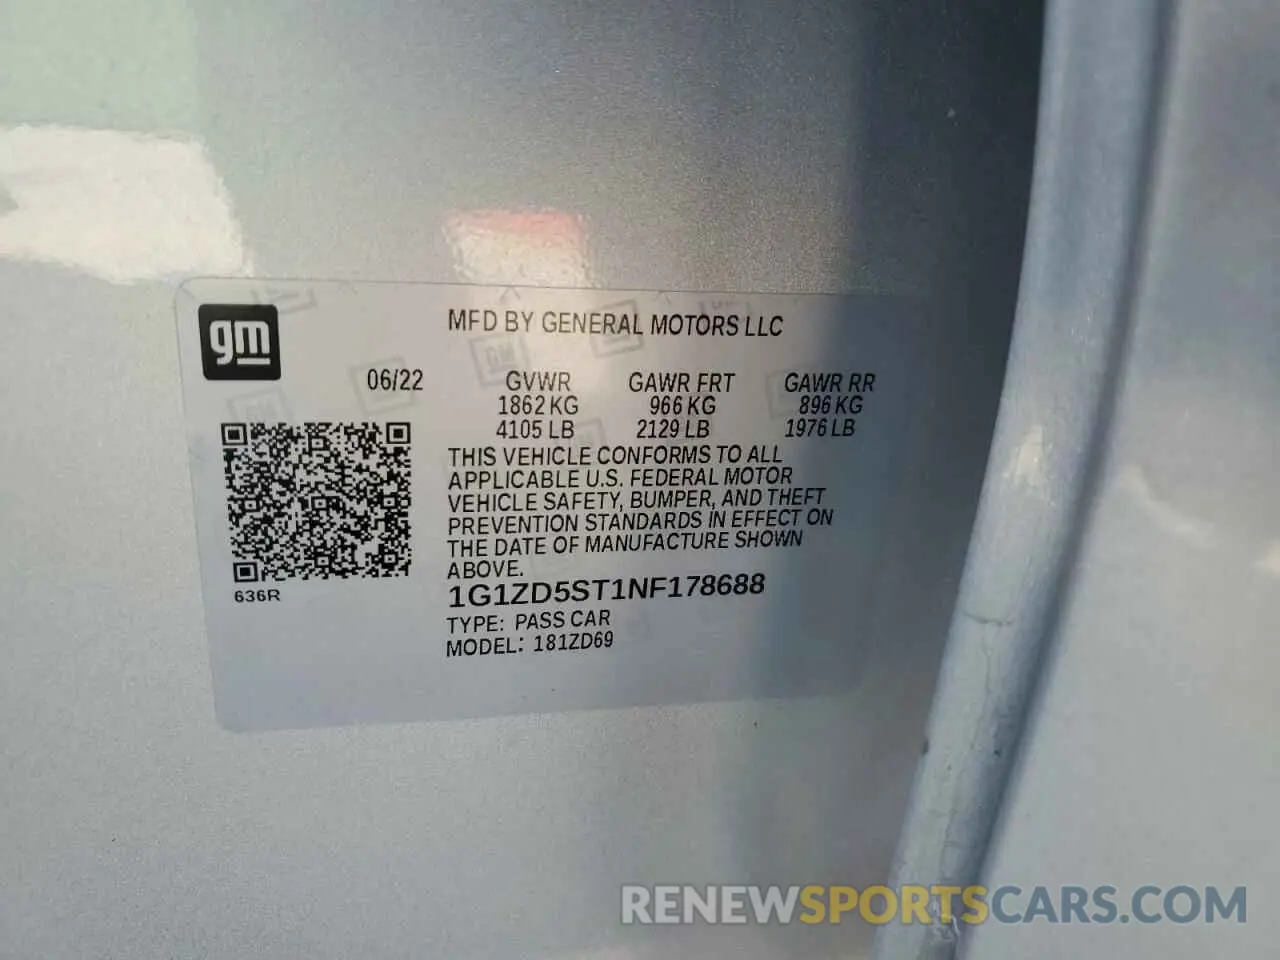 gm
MFD BY GENERAL MOTORS LLC
06/22 GVWR GAWR FRT GAWR RR
1862 KG 966 KG 896 KG
4105 LB 2129 LB 1976 LB
THIS VEHICLE CONFORMS TO ALL
APPLICABLE U.S. FEDERAL MOTOR
VEHICLE SAFETY, BUMPER, AND THEFT
PREVENTION STANDARDS IN EFFECT ON
THE DATE OF MANUFACTURE SHOWN
ABOVE.
636R
1G1ZD5ST1NF178688
TYPE: PASS CAR
MODEL: 181ZD69
RENEWSPORTSCARS.COM